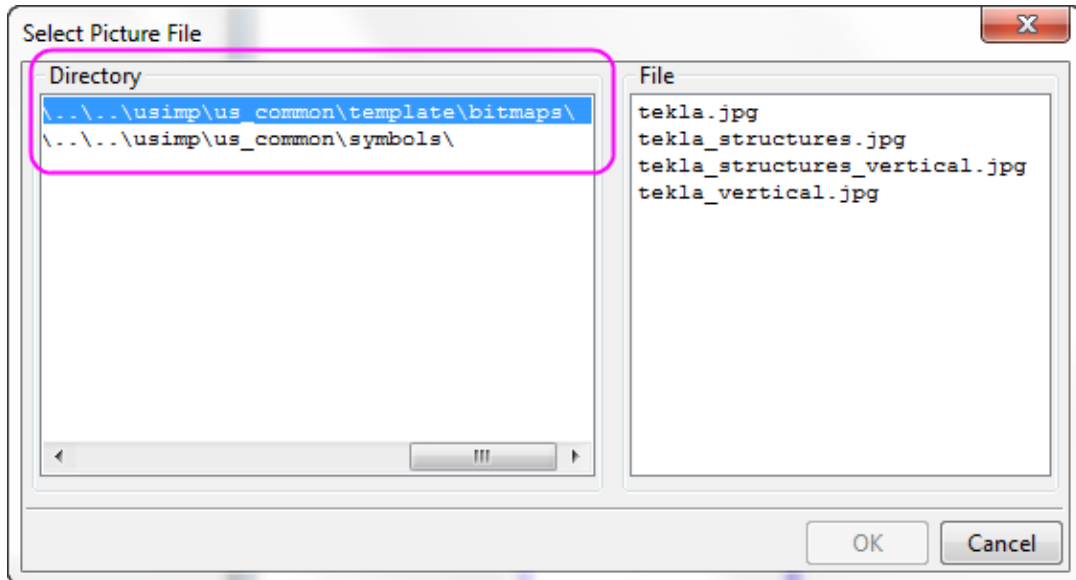 Select Picture File
Directory
\..\..\usimp\us_common\template\bitmaps\
\..\..\usimp\us_common\symbols\
File
tekla.jpg
tekla_structures.jpg
tekla_structures_vertical.jpg
tekla_vertical.jpg
OK
Cancel